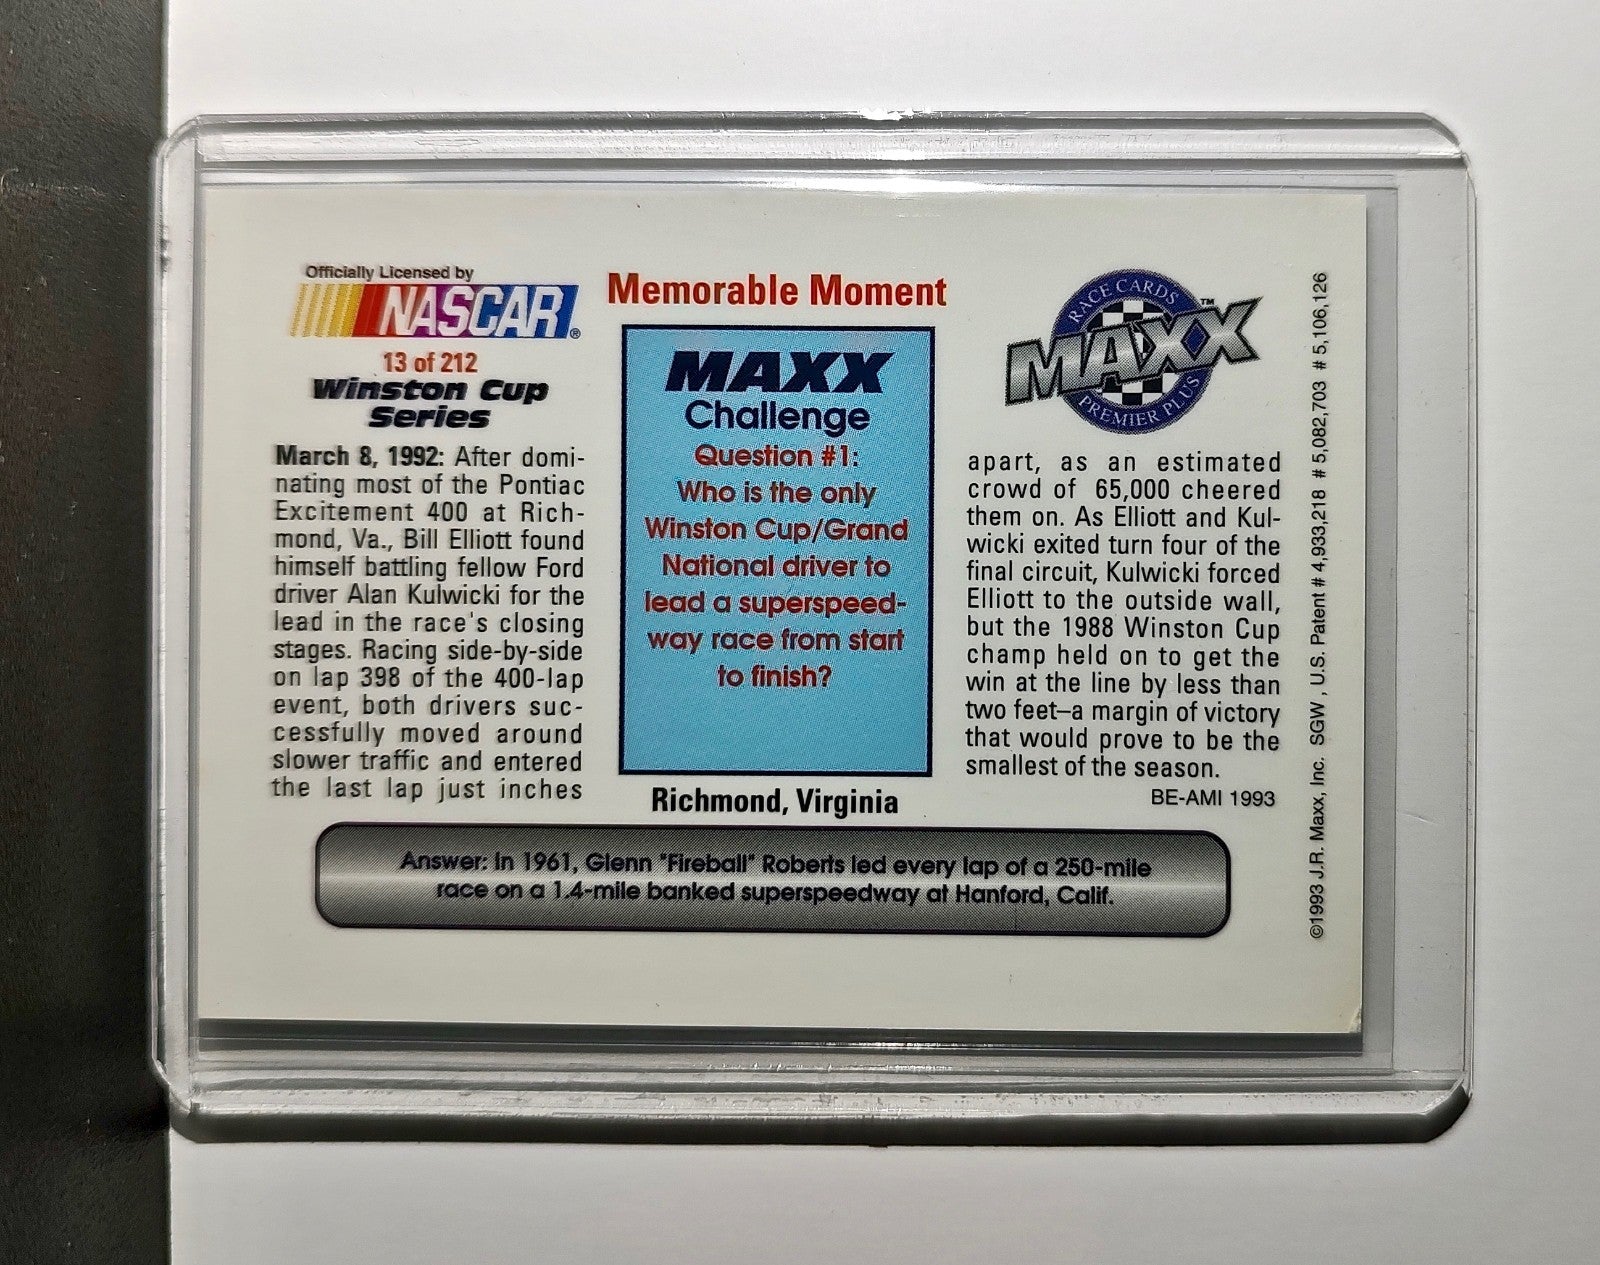 Officially Licensed by
NASCAR®
13 of 212
Winston Cup
Series
March 8, 1992: After domi-
nating most of the Pontiac
Excitement 400 at Rich-
mond, Va., Bill Elliott found
himself battling fellow Ford
driver Alan Kulwicki for the
lead in the race's closing
stages. Racing side-by-side
on lap 398 of the 400-lap
event, both drivers suc-
cessfully moved around
slower traffic and entered
the last lap just inches
Memorable Moment
MAXX
Challenge
Question #1:
Who is the only
Winston Cup/Grand
National driver to
lead a superspeed-
way race from start
to finish?
Richmond, Virginia
RACE CARDS
MAXX™
PREMIER PLUS
apart, as an estimated
crowd of 65,000 cheered
them on. As Elliott and Kul-
wicki exited turn four of the
final circuit, Kulwicki forced
Elliott to the outside wall,
but the 1988 Winston Cup
champ held on to get the
win at the line by less than
two feet–a margin of victory
that would prove to be the
smallest of the season.
BE-AMI 1993
Answer: In 1961, Glenn "Fireball" Roberts led every lap of a 250-mile
race on a 1.4-mile banked superspeedway at Hanford, Calif.
©1993 J.R. Maxx, Inc. SGW , U.S. Patent # 4,933,218 # 5,082,703 # 5,106,126